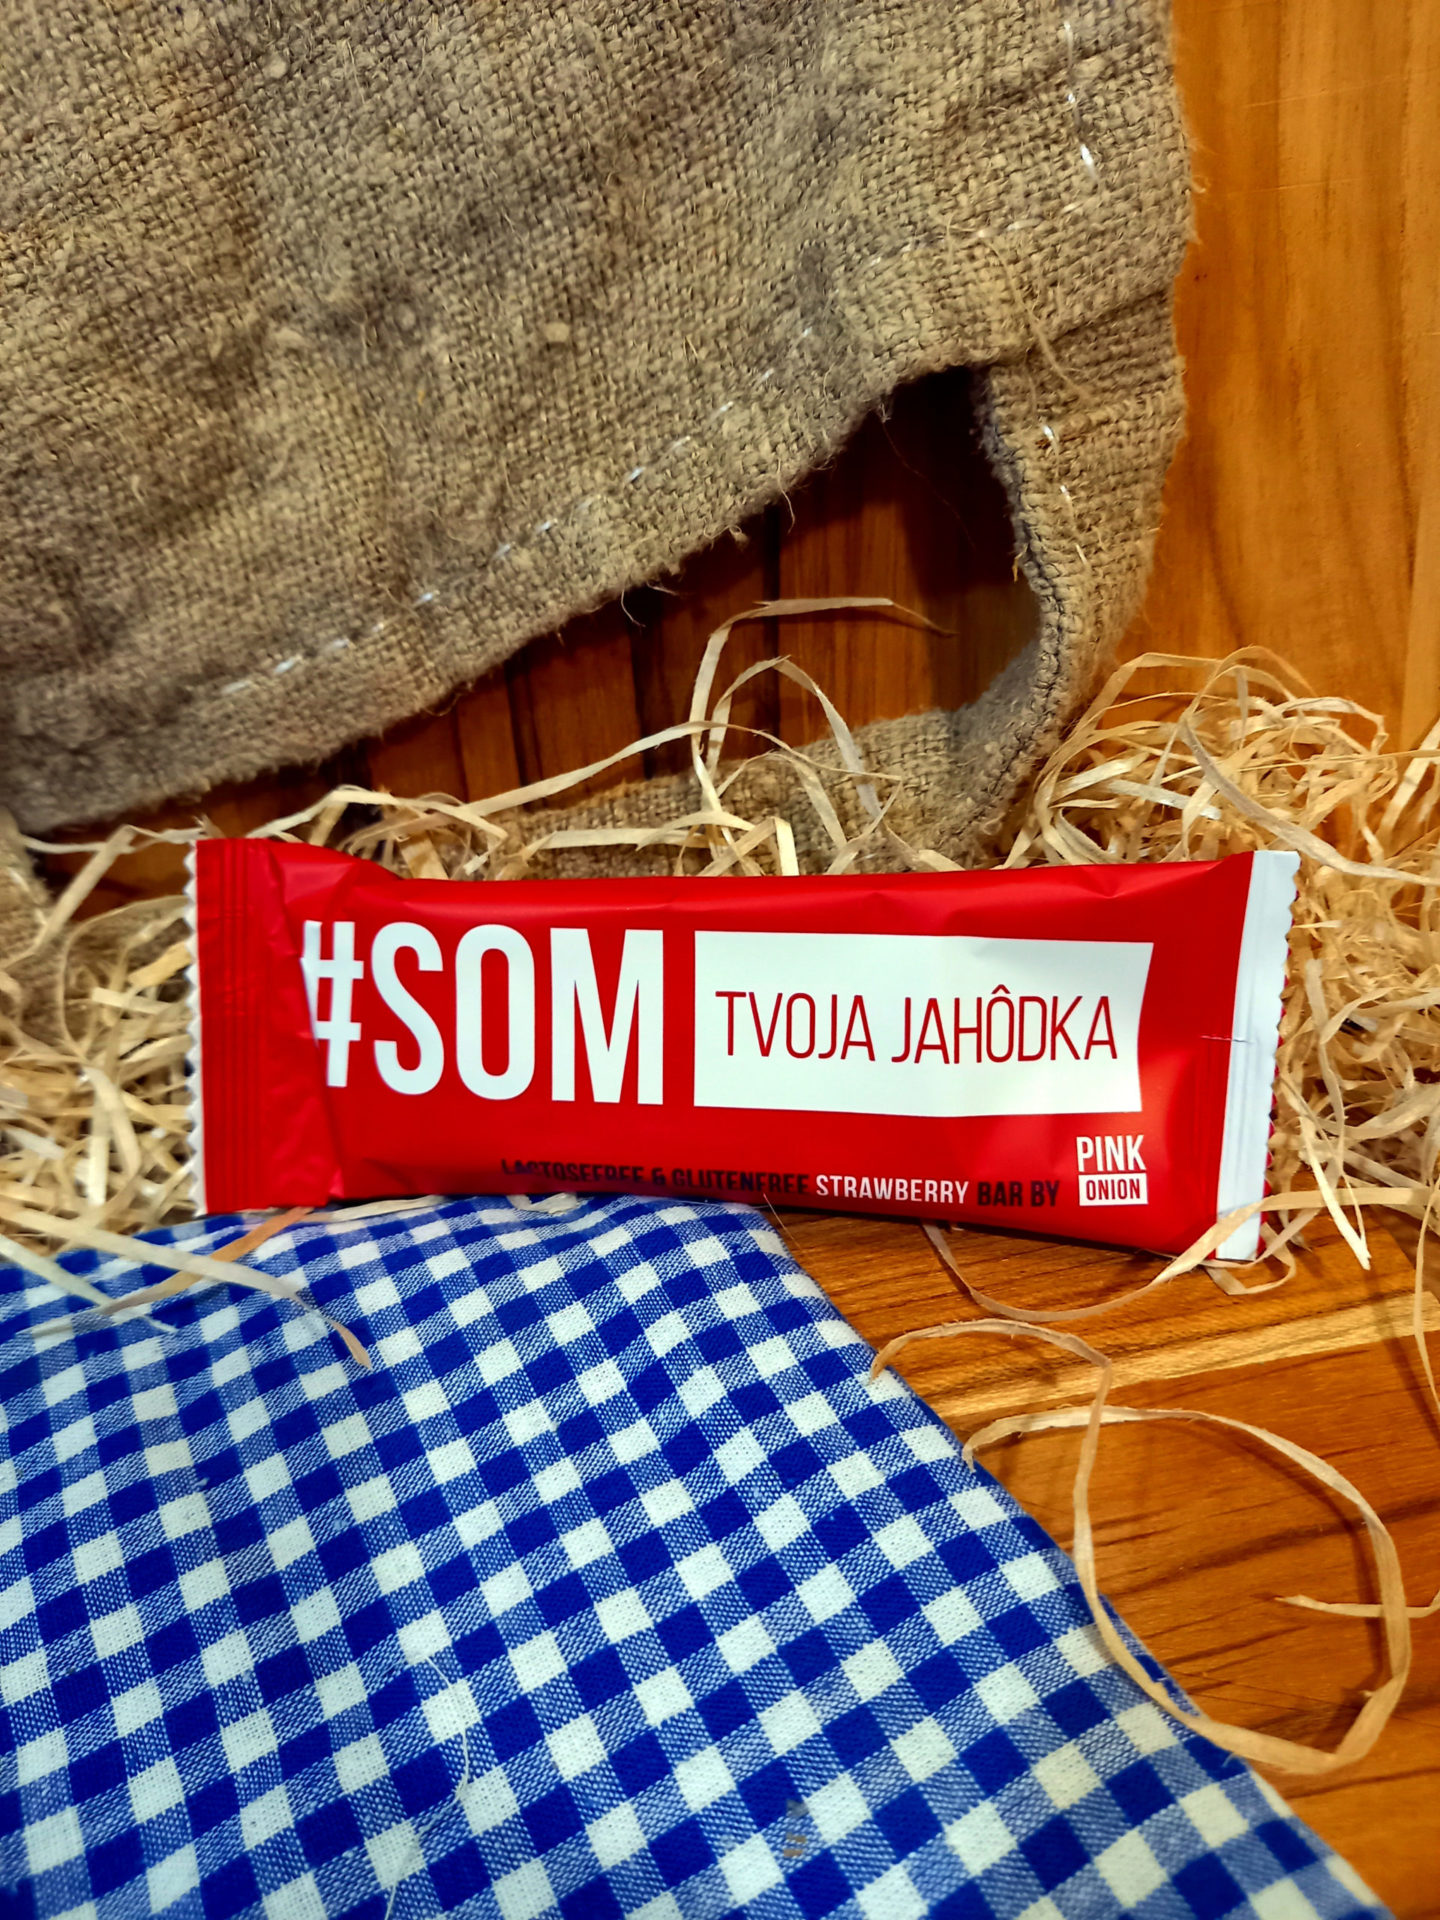 #SOM TVOJA JAHÔDKA
LACTOSEFREE & GLUTENFREE STRAWBERRY BAR BY PINK ONION